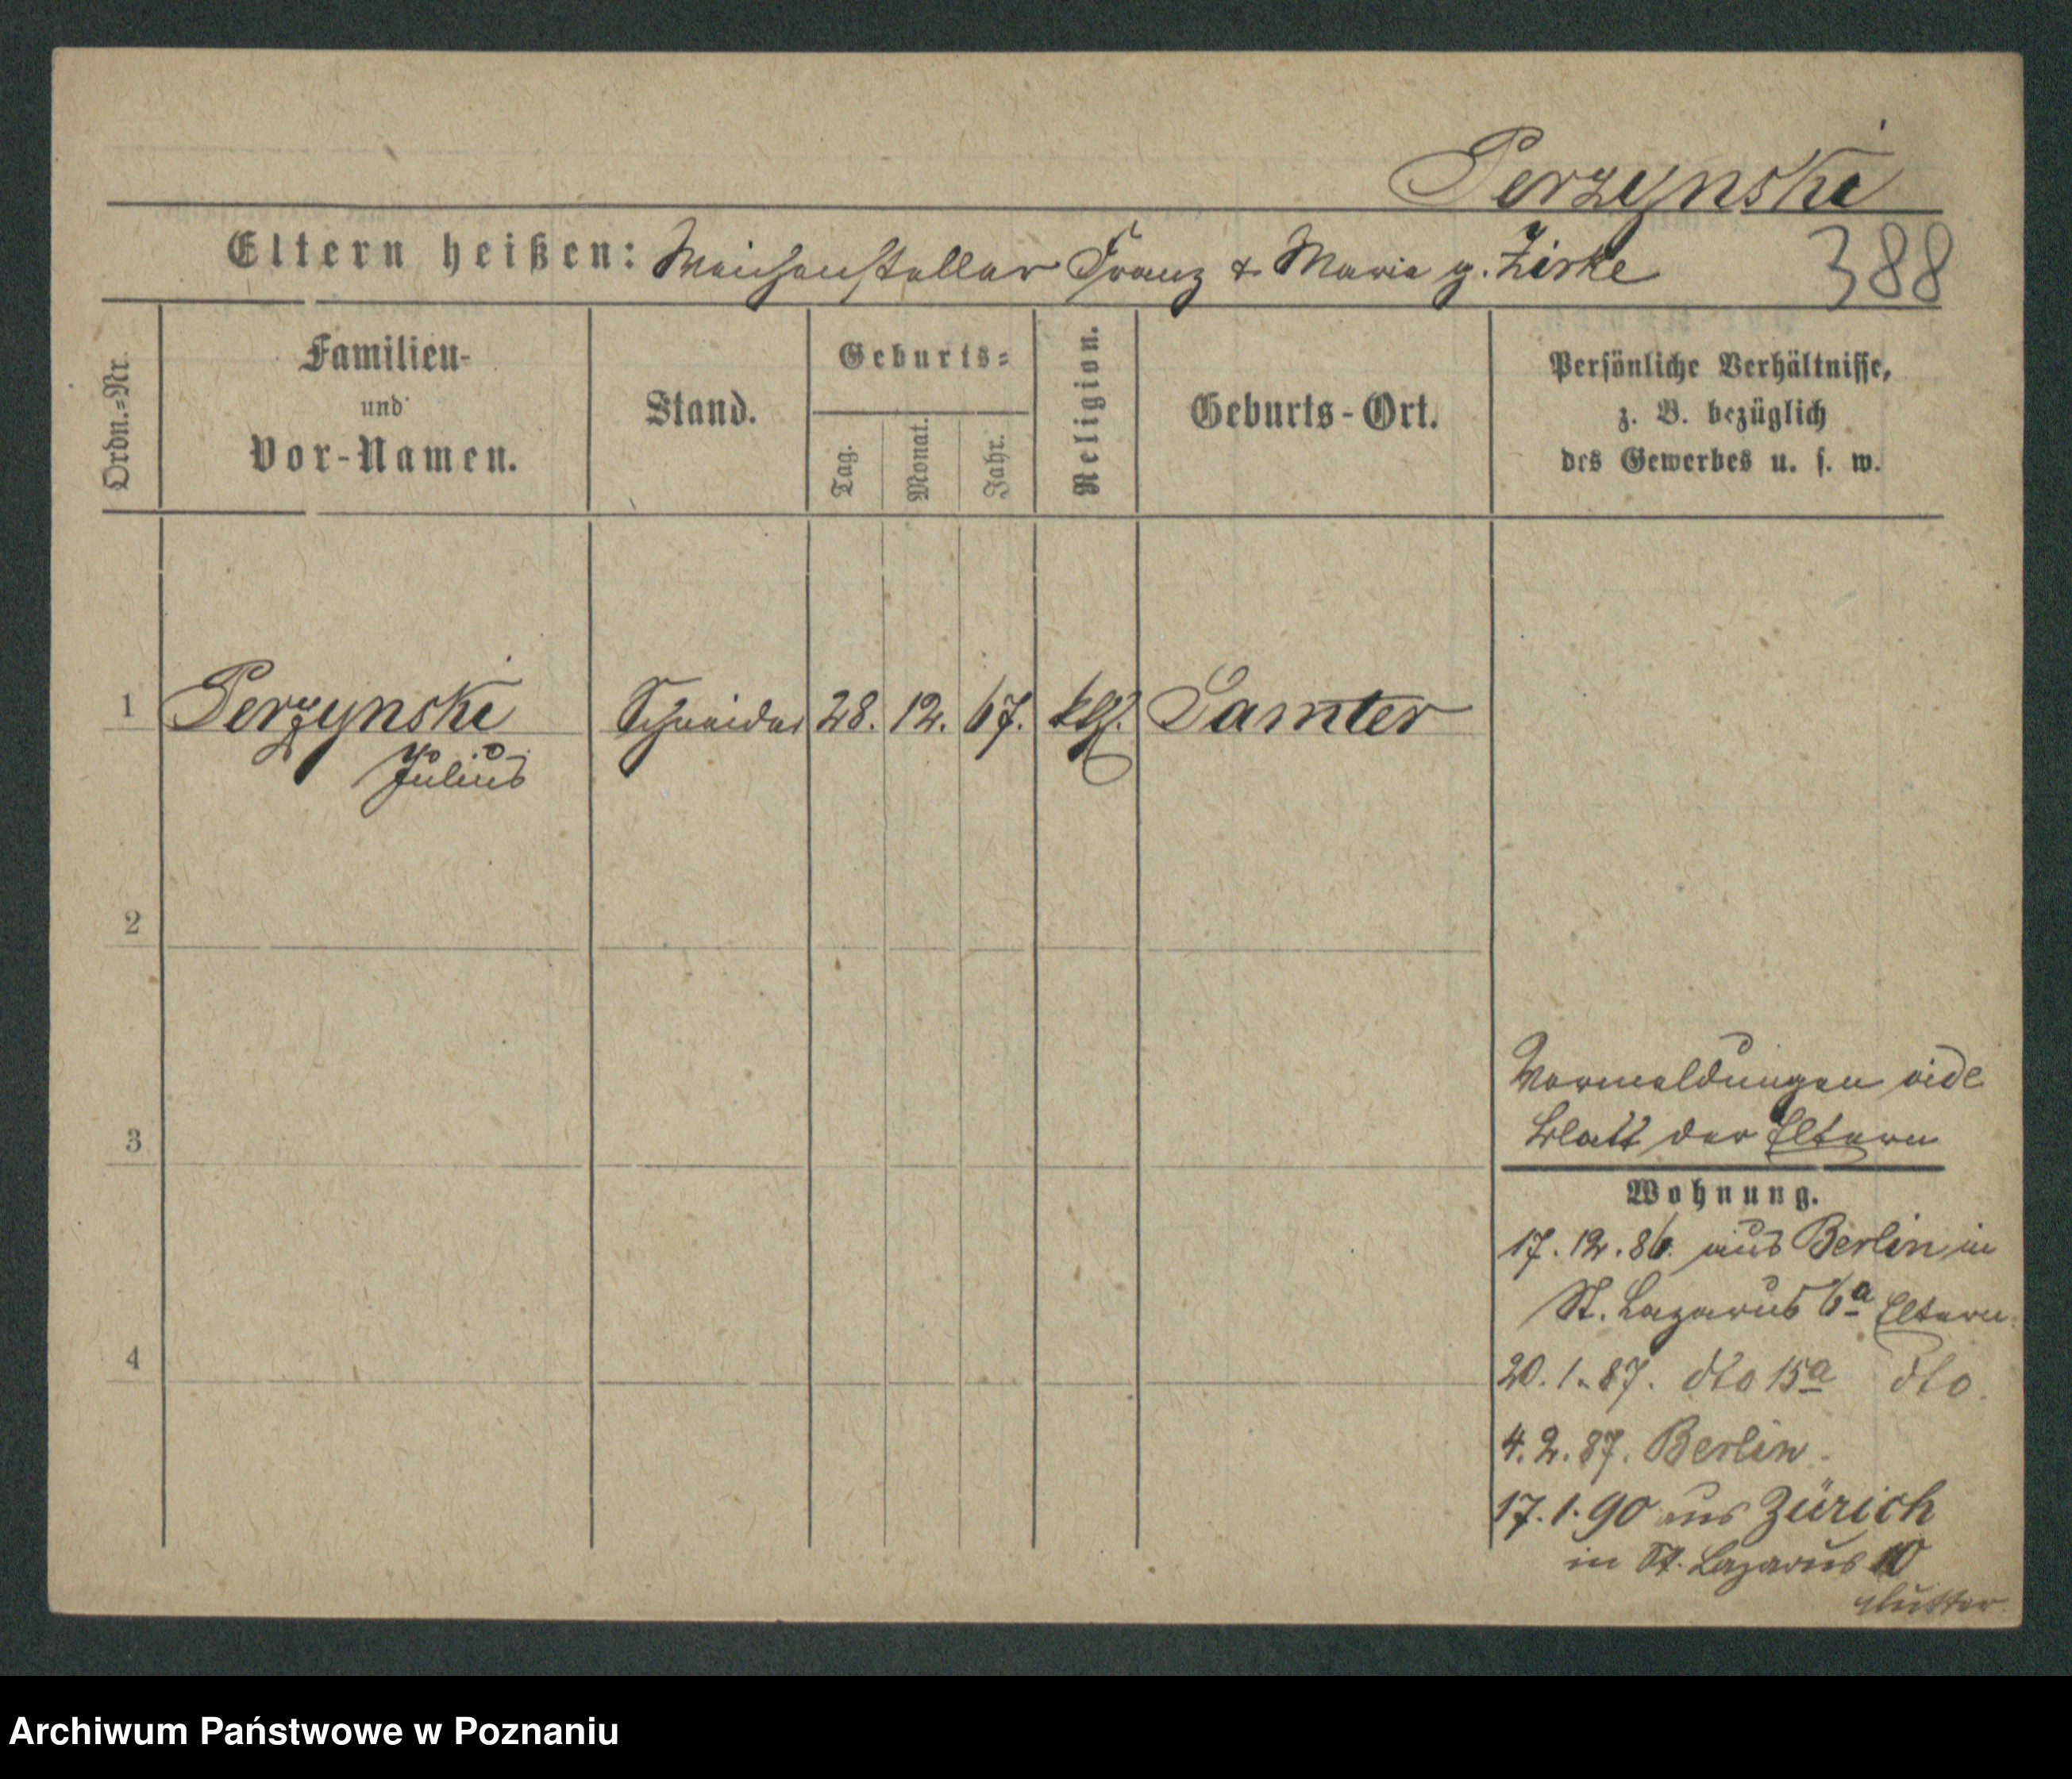 Perzynski
Eltern heißen: Weichensteller Franz & Maria g. Zirke
388
Ordn.-Nr.
Familien-
und
Vor-Namen.
Stand.
Geburts-
Tag.
Monat.
Jahr.
Religion.
Geburts-Ort.
Persönliche Verhältnisse,
z. B. bezüglich
des Gewerbes u. s. w.
1 Perzynski Schneider 28. 12. 67. kth. Samter
Julius
2
3
4
Vormeldungen vide
Blatt der Eltern
Wohnung.
17. 12. 86. aus Berlin in
St. Lazarus 6a Eltern.
20. 1. 87. dto 15a dto.
4. 2. 87. Berlin.
17. 1. 90 aus Zürich
in St. Lazarus 10
Mutter.
Archiwum Państwowe w Poznaniu